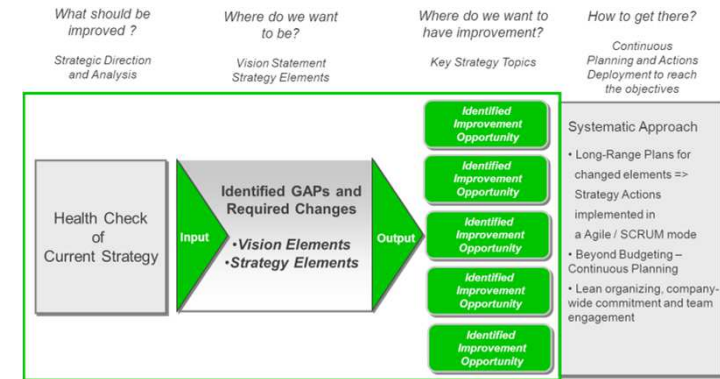 What should be
improved ?
Strategic Direction
and Analysis
Where do we want
to be?
Vision Statement
Strategy Elements
Where do we want to
have improvement?
Key Strategy Topics
How to get there?
Continuous
Planning and Actions
Deployment to reach
the objectives
Health Check
of
Current Strategy
Input
Identified GAPs and
Required Changes
•Vision Elements
•Strategy Elements
Output
Identified
Improvement
Opportunity
Identified
Improvement
Opportunity
Identified
Improvement
Opportunity
Identified
Improvement
Opportunity
Identified
Improvement
Opportunity
Systematic Approach
• Long-Range Plans for
changed elements =>
Strategy Actions
implemented in
a Agile / SCRUM mode
• Beyond Budgeting –
Continuous Planning
• Lean organizing, company-
wide commitment and team
engagement